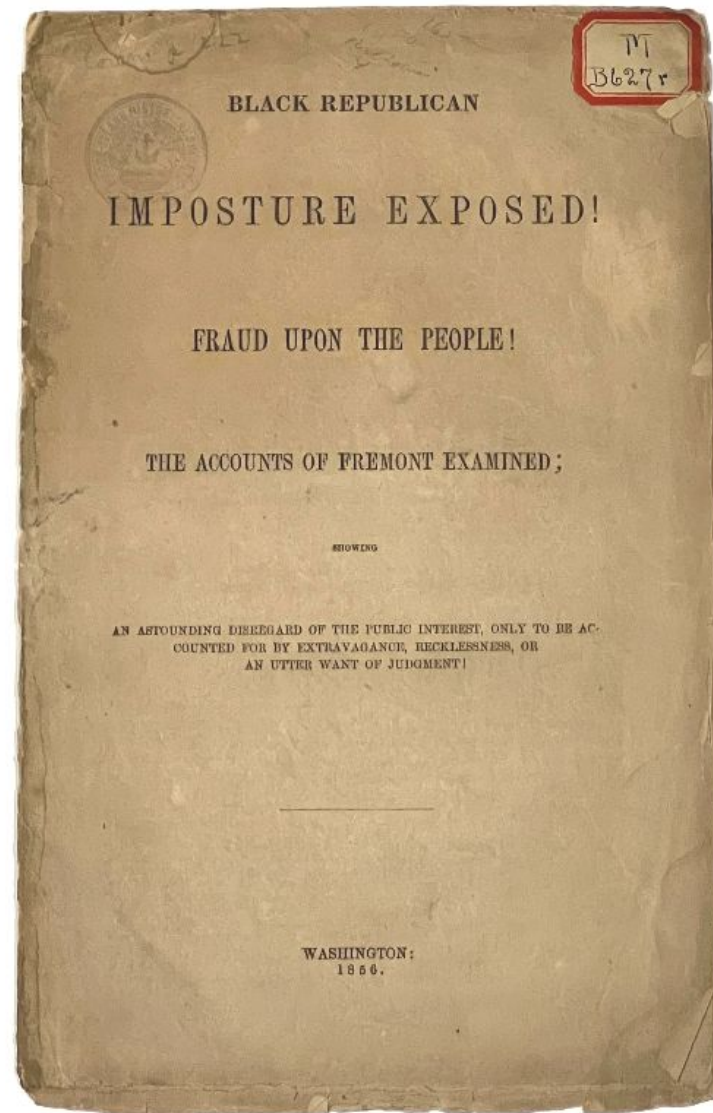 M
B627r
BLACK REPUBLICAN
IMPOSTURE EXPOSED!
FRAUD UPON THE PEOPLE!
THE ACCOUNTS OF FREMONT EXAMINED;
SHOWING
AN ASTOUNDING DISREGARD OF THE PUBLIC INTEREST, ONLY TO BE AC-
COUNTED FOR BY EXTRAVAGANCE, RECKLESSNESS, OR
AN UTTER WANT OF JUDGMENT!
WASHINGTON:
1856.